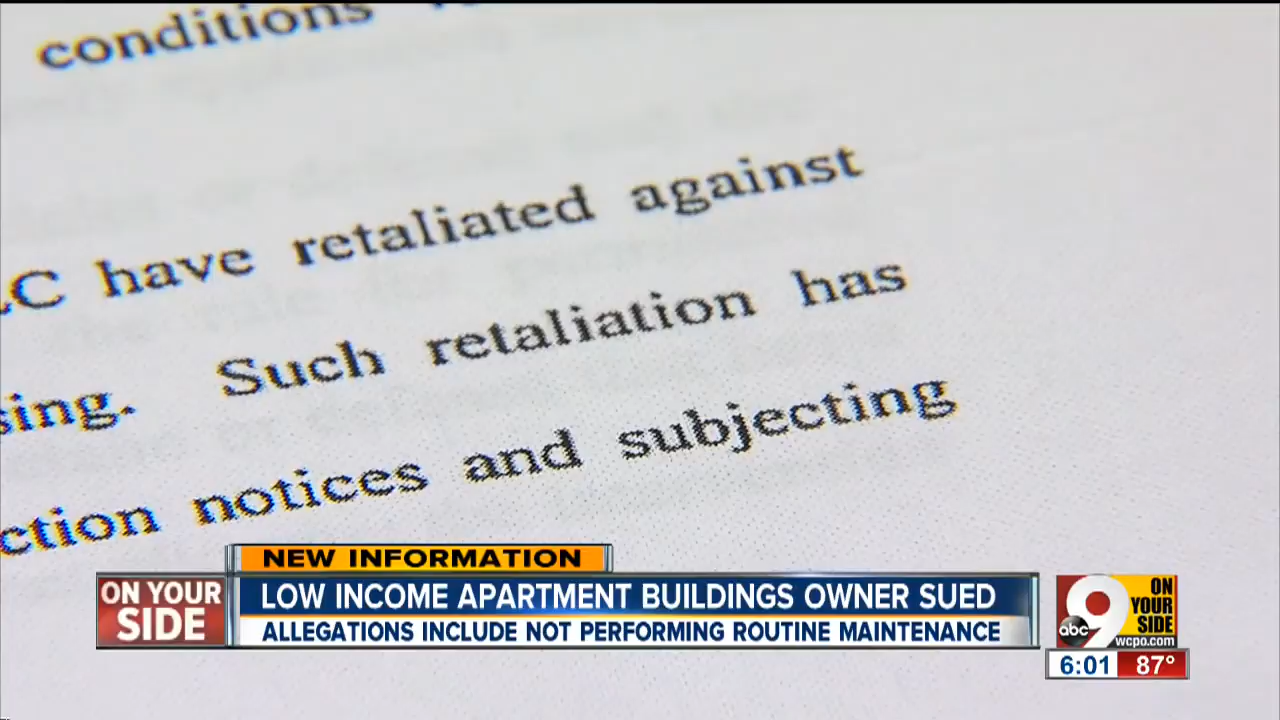 conditions
LC have retaliated against
sing. Such retaliation has
ction notices and subjecting
NEW INFORMATION
ON YOUR
SIDE
LOW INCOME APARTMENT BUILDINGS OWNER SUED
ALLEGATIONS INCLUDE NOT PERFORMING ROUTINE MAINTENANCE
abc 9
ON
YOUR
SIDE
wcpo.com
6:01 87°